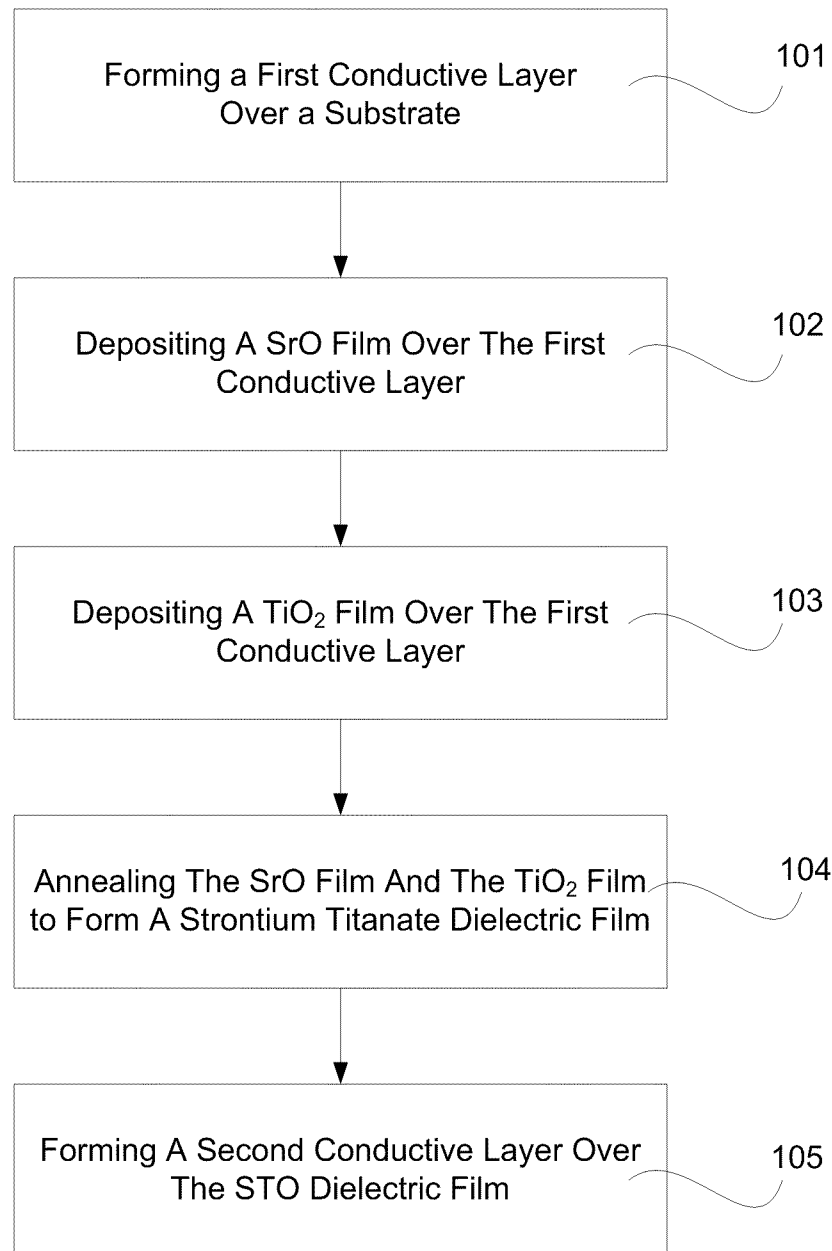 Forming a First Conductive Layer
Over a Substrate
101
Depositing A SrO Film Over The First
Conductive Layer
102
Depositing A TiO₂ Film Over The First
Conductive Layer
103
Annealing The SrO Film And The TiO₂ Film
to Form A Strontium Titanate Dielectric Film
104
Forming A Second Conductive Layer Over
The STO Dielectric Film
105